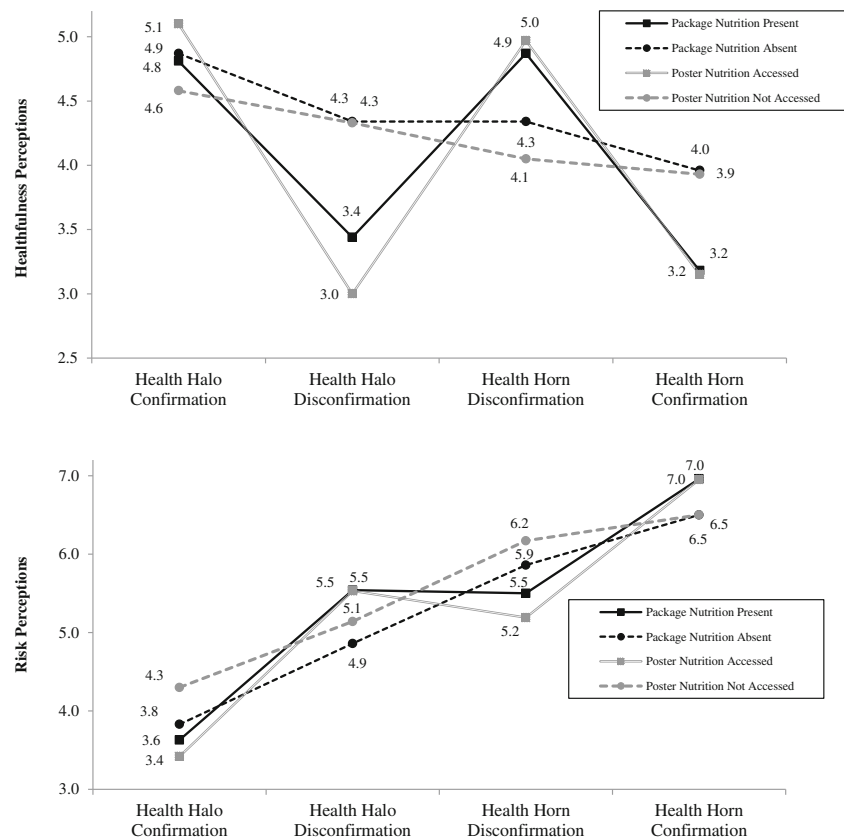 5.0
4.5
4.0
3.5
3.0
2.5
Healthfulness Perceptions
5.1
4.9
4.8
4.6
4.3
4.3
3.4
3.0
5.0
4.9
4.3
4.1
4.0
3.9
3.2
3.2
Package Nutrition Present
Package Nutrition Absent
Poster Nutrition Accessed
Poster Nutrition Not Accessed
Health Halo
Confirmation
Health Halo
Disconfirmation
Health Horn
Disconfirmation
Health Horn
Confirmation
7.0
6.0
5.0
4.0
3.0
Risk Perceptions
4.3
3.8
3.6
3.4
5.5
5.5
5.1
4.9
6.2
5.9
5.5
5.2
7.0
7.0
6.5
6.5
Package Nutrition Present
Package Nutrition Absent
Poster Nutrition Accessed
Poster Nutrition Not Accessed
Health Halo
Confirmation
Health Halo
Disconfirmation
Health Horn
Disconfirmation
Health Horn
Confirmation